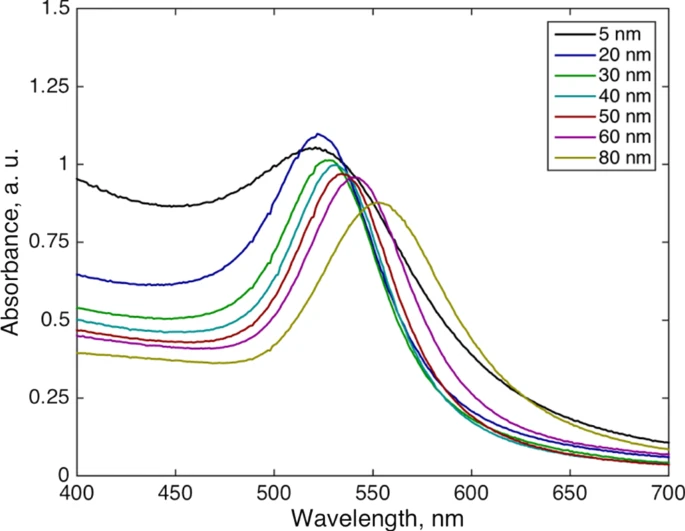 1.5
1.25
1
0.75
0.5
0.25
0
400
450
500
550
600
650
700
Absorbance, a. u.
Wavelength, nm
5 nm
20 nm
30 nm
40 nm
50 nm
60 nm
80 nm